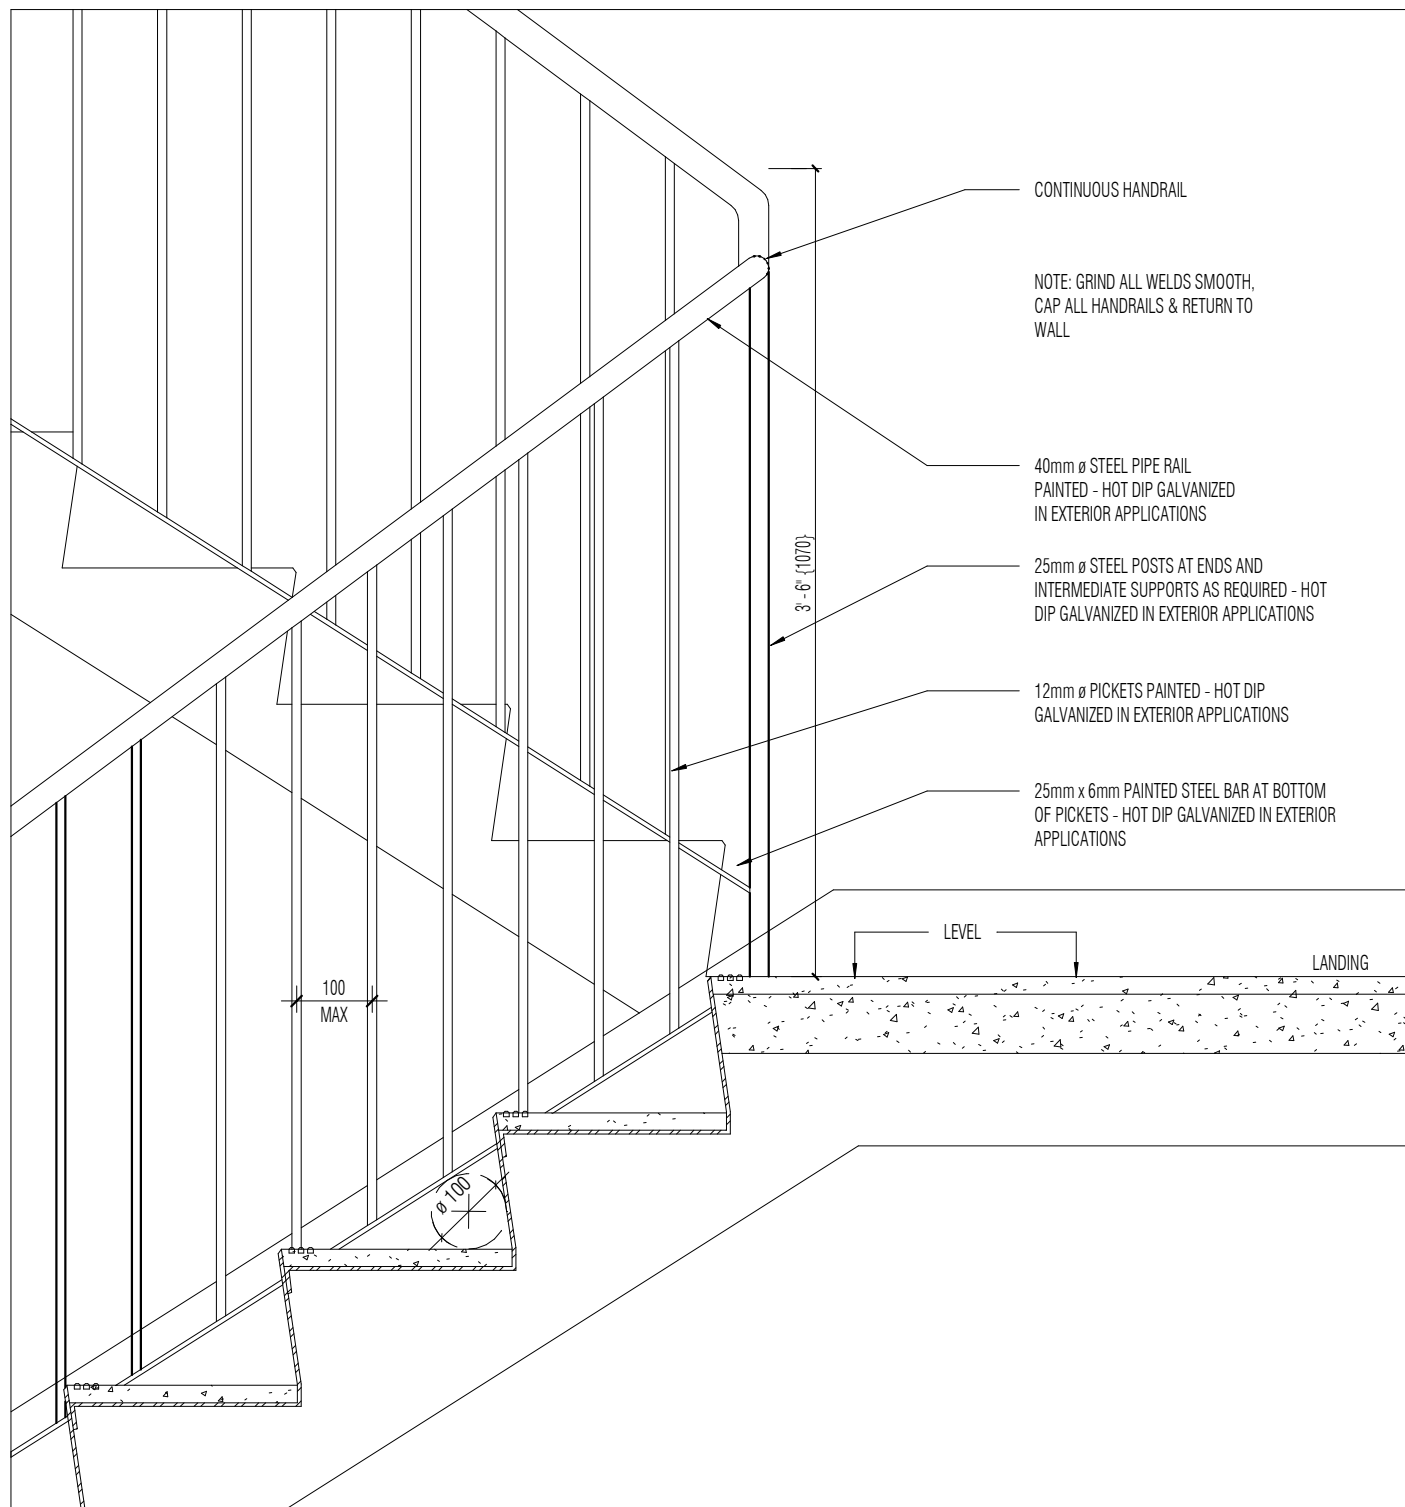 CONTINUOUS HANDRAIL
NOTE: GRIND ALL WELDS SMOOTH,
CAP ALL HANDRAILS & RETURN TO
WALL
40mm ø STEEL PIPE RAIL
PAINTED - HOT DIP GALVANIZED
IN EXTERIOR APPLICATIONS
3' - 6" {1070}
25mm ø STEEL POSTS AT ENDS AND
INTERMEDIATE SUPPORTS AS REQUIRED - HOT
DIP GALVANIZED IN EXTERIOR APPLICATIONS
12mm ø PICKETS PAINTED - HOT DIP
GALVANIZED IN EXTERIOR APPLICATIONS
25mm x 6mm PAINTED STEEL BAR AT BOTTOM
OF PICKETS - HOT DIP GALVANIZED IN EXTERIOR
APPLICATIONS
LEVEL
LANDING
100
MAX
ø 100